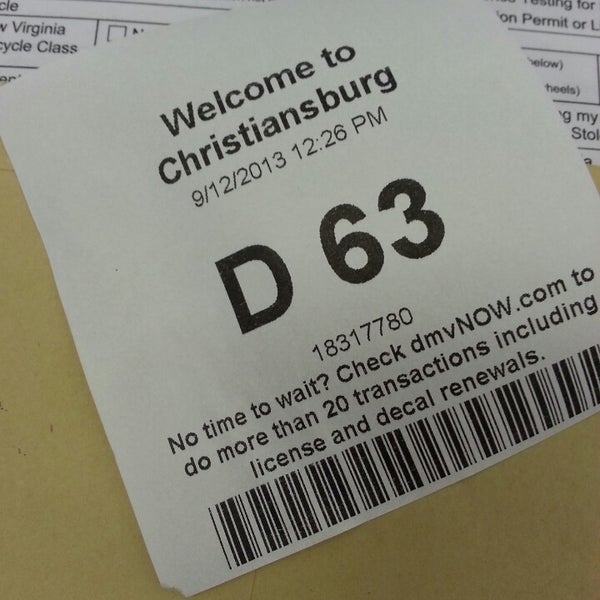 cle
Virginia
cycle Class
Testing for
on Permit or L
below)
heels)
g my
Stol
Welcome to
Christiansburg
9/12/2013 12:26 PM
D 63
18317780
No time to wait? Check dmvNOW.com to
do more than 20 transactions including
license and decal renewals.